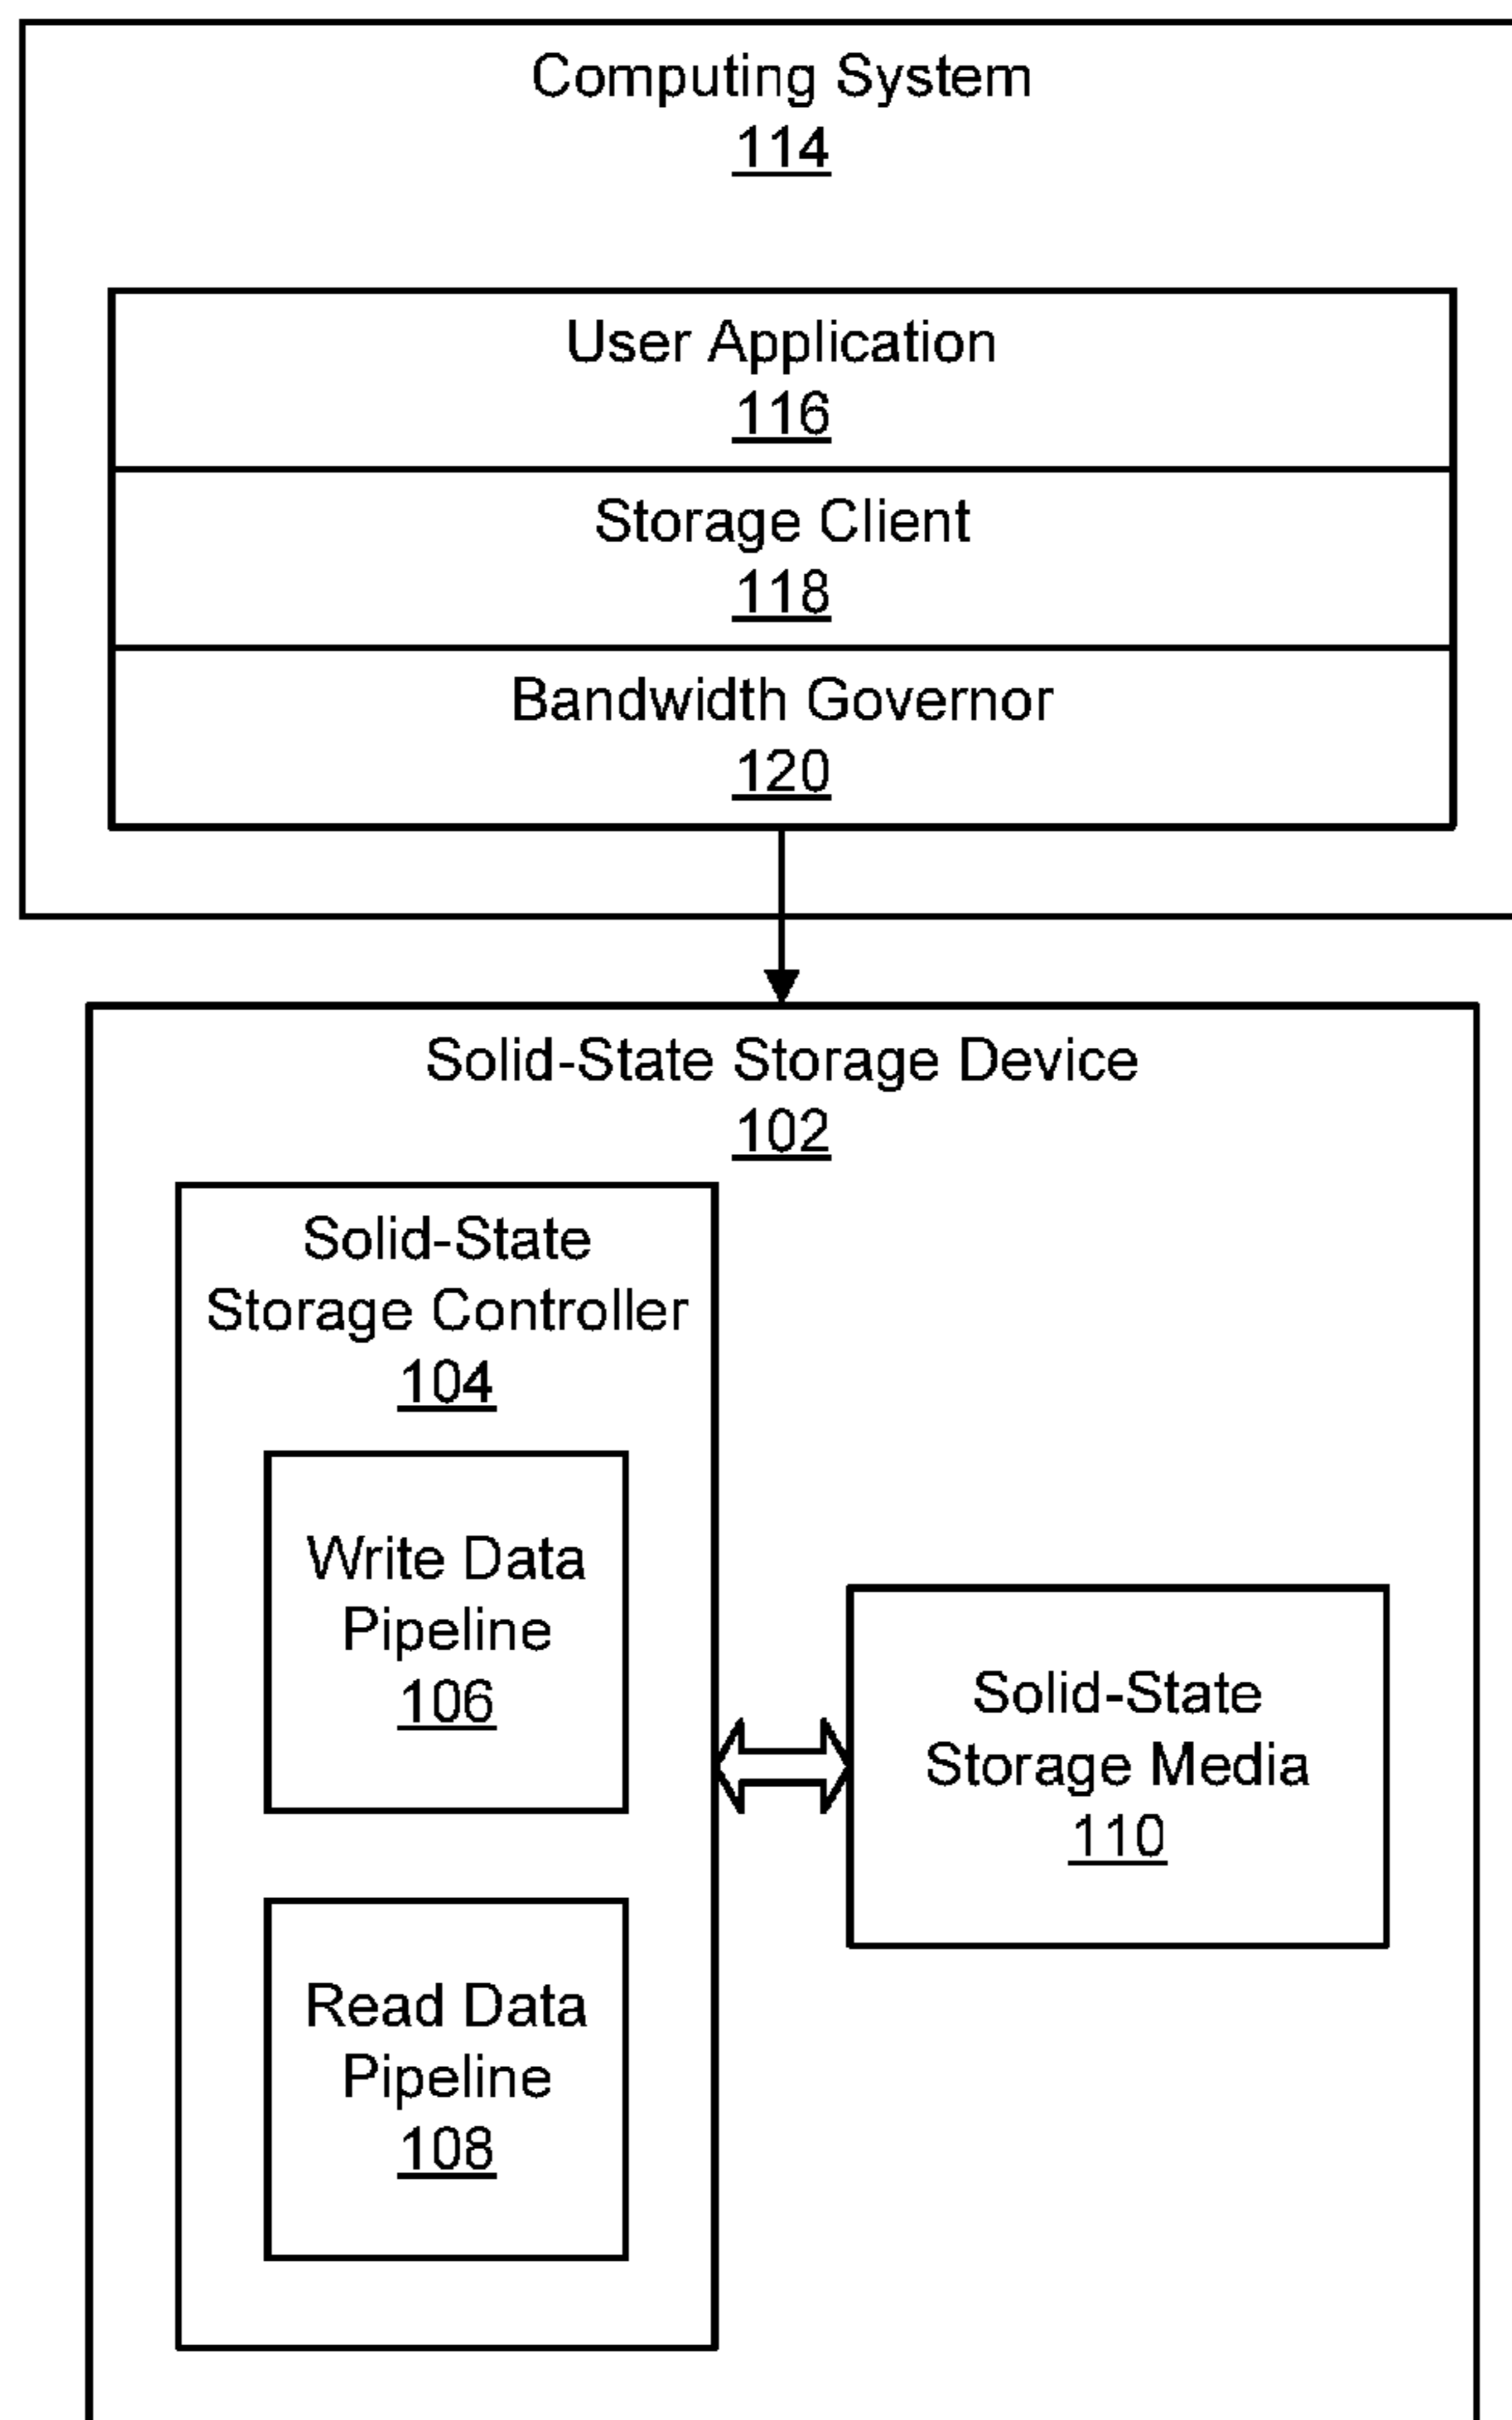 Computing System
114
User Application
116
Storage Client
118
Bandwidth Governor
120
Solid-State Storage Device
102
Solid-State
Storage Controller
104
Write Data
Pipeline
106
Solid-State
Storage Media
110
Read Data
Pipeline
108